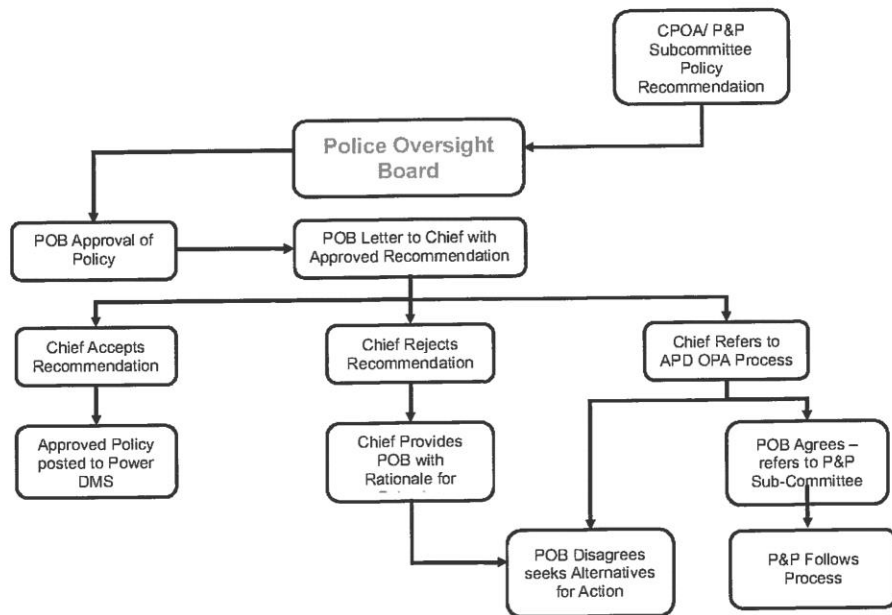 CPOA/ P&P
Subcommittee
Policy
Recommendation
Police Oversight
Board
POB Approval of
Policy
POB Letter to Chief with
Approved Recommendation
Chief Accepts
Recommendation
Chief Rejects
Recommendation
Chief Refers to
APD OPA Process
Approved Policy
posted to Power
DMS
Chief Provides
POB with
Rationale for
POB Agrees –
refers to P&P
Sub-Committee
POB Disagrees
seeks Alternatives
for Action
P&P Follows
Process